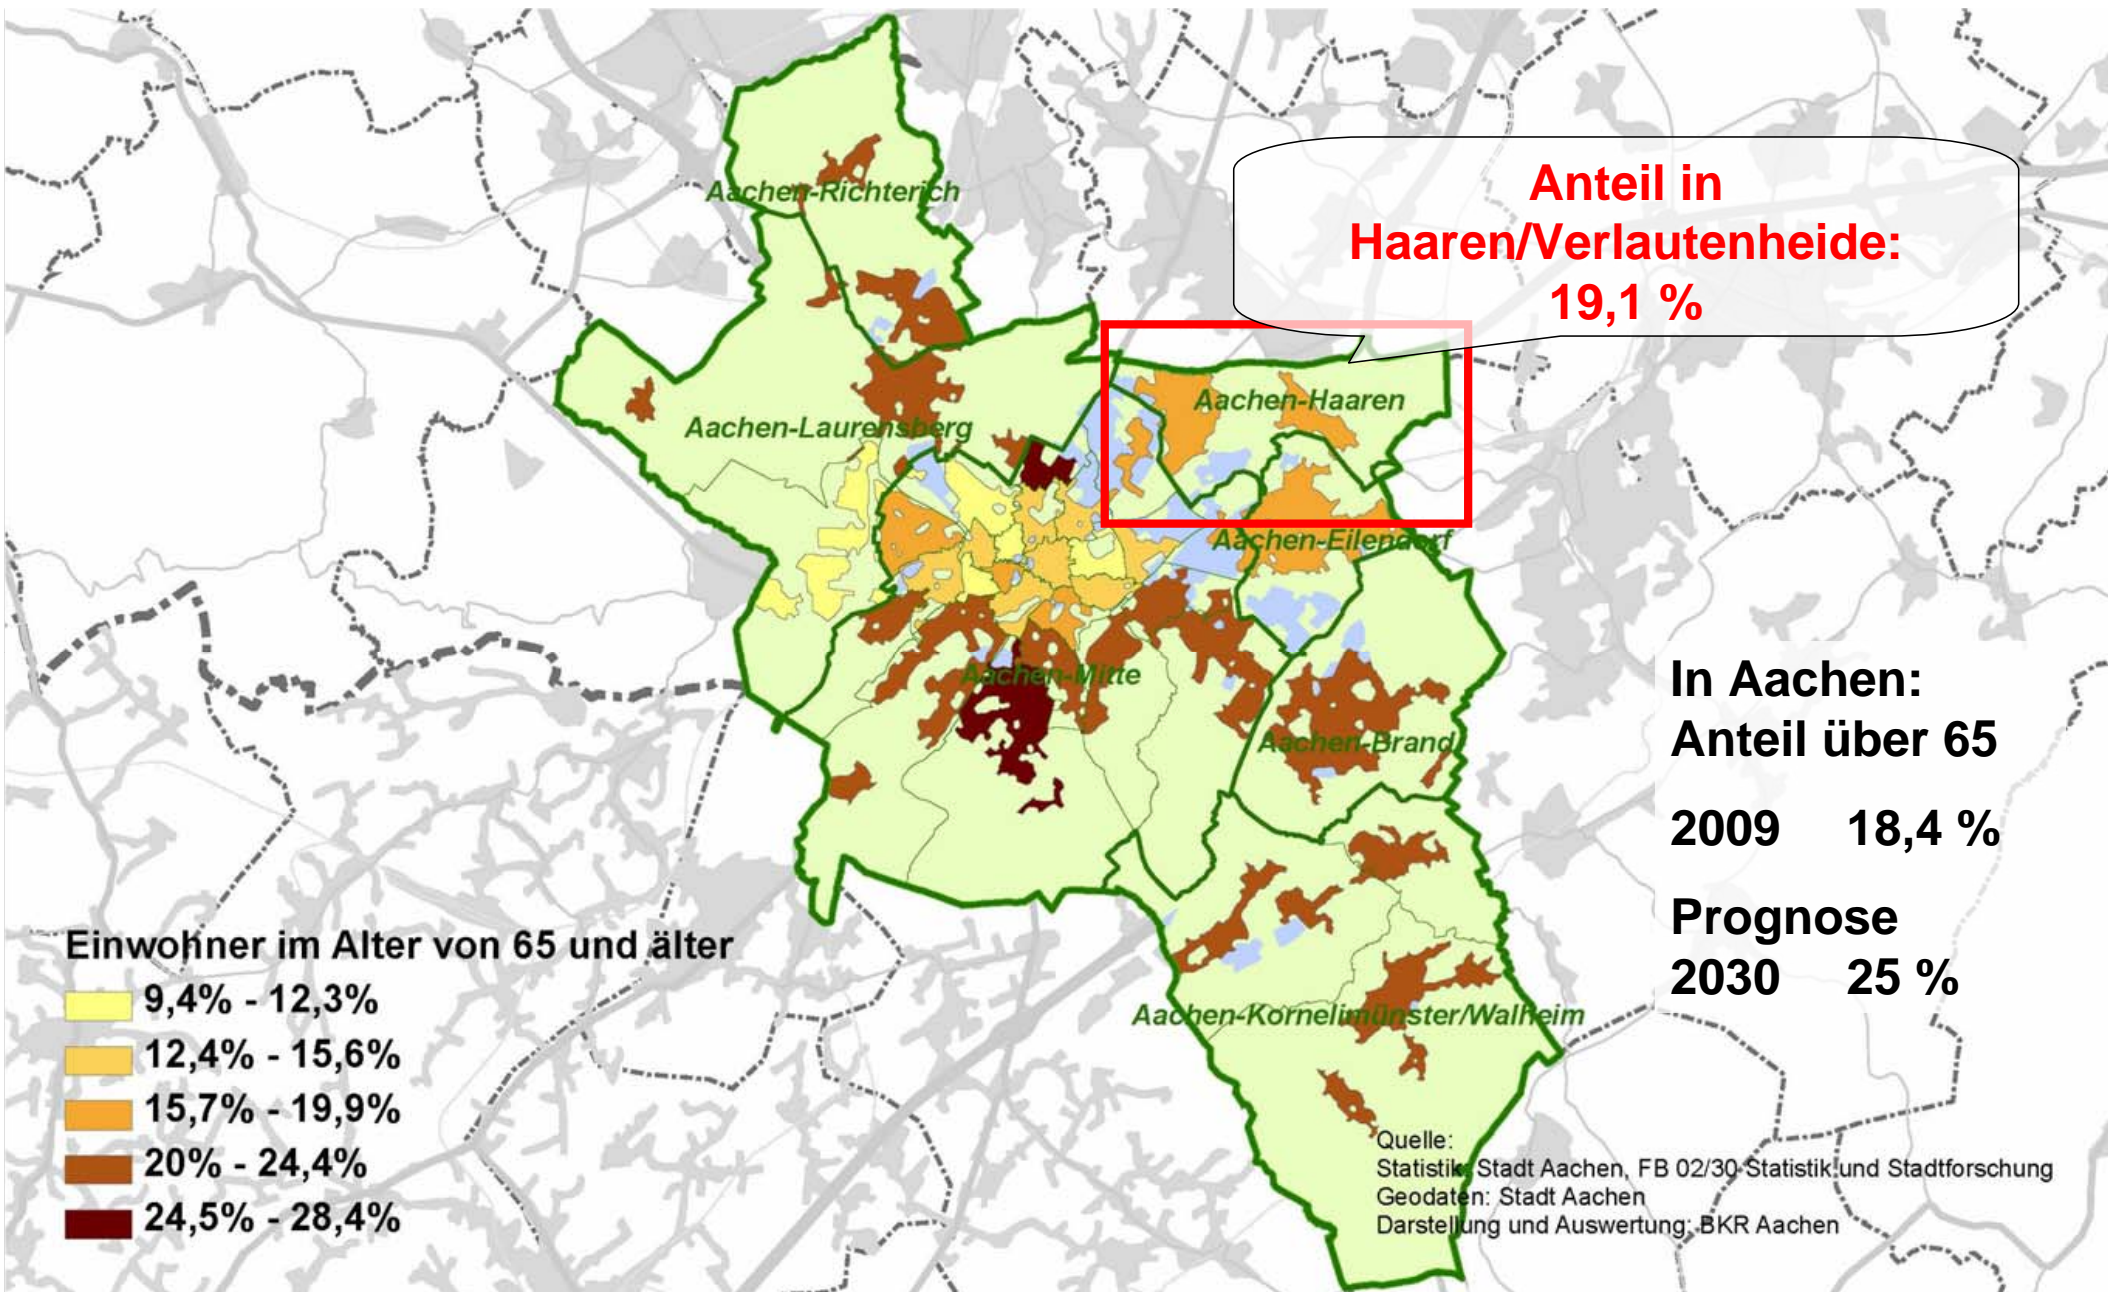 Anteil in
Haaren/Verlautenheide:
19,1 %
Aachen-Richterich
Aachen-Haaren
Aachen-Laurensberg
Aachen-Eilendorf
Aachen-Mitte
Aachen-Brand
Aachen-Kornelimünster/Walheim
In Aachen:
Anteil über 65
2009 18,4 %
Prognose
2030 25 %
Einwohner im Alter von 65 und älter
9,4% - 12,3%
12,4% - 15,6%
15,7% - 19,9%
20% - 24,4%
24,5% - 28,4%
Quelle:
Statistik: Stadt Aachen, FB 02/30 Statistik und Stadtforschung
Geodaten: Stadt Aachen
Darstellung und Auswertung: BKR Aachen